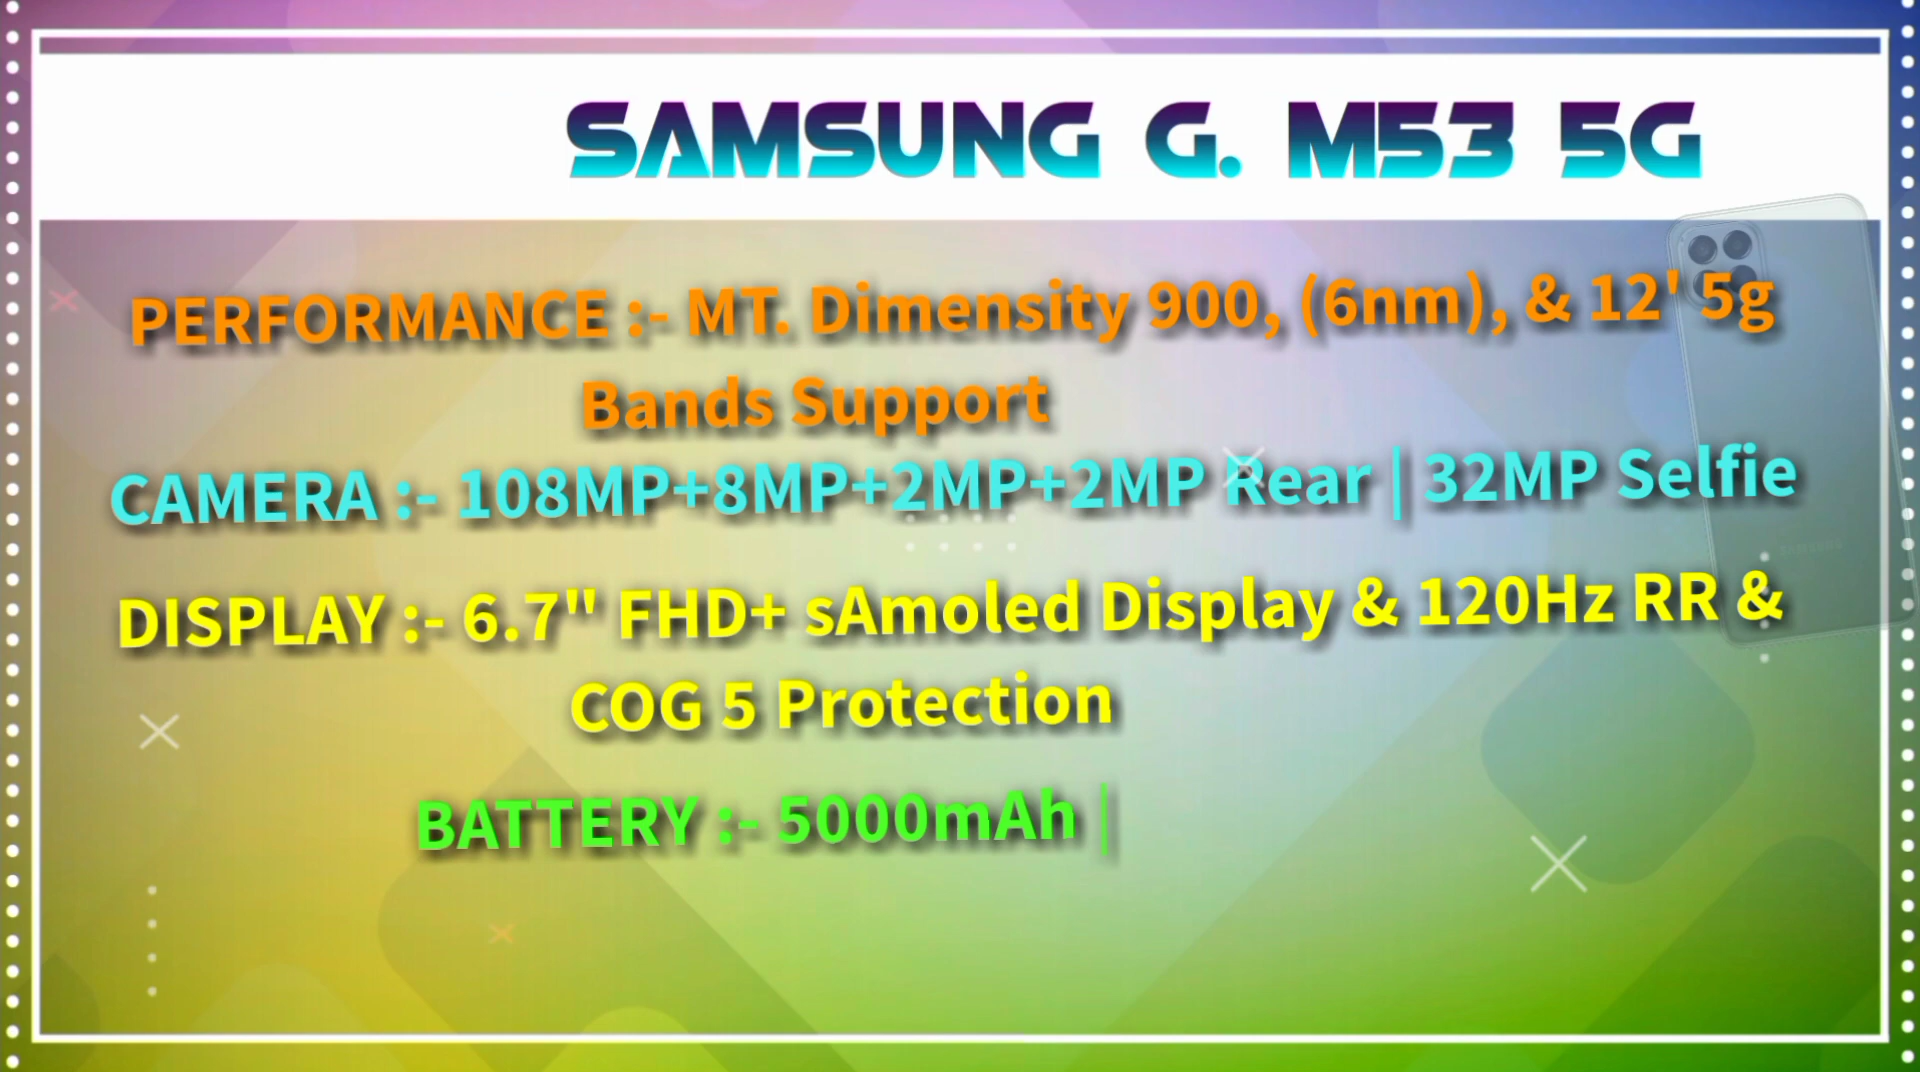 SAMSUNG G. M53 5G
PERFORMANCE :- MT. Dimensity 900, (6nm), & 12' 5g
Bands Support
CAMERA :- 108MP+8MP+2MP+2MP Rear | 32MP Selfie
DISPLAY :- 6.7" FHD+ sAmoled Display & 120Hz RR &
COG 5 Protection
BATTERY :- 5000mAh |
SAMSUNG